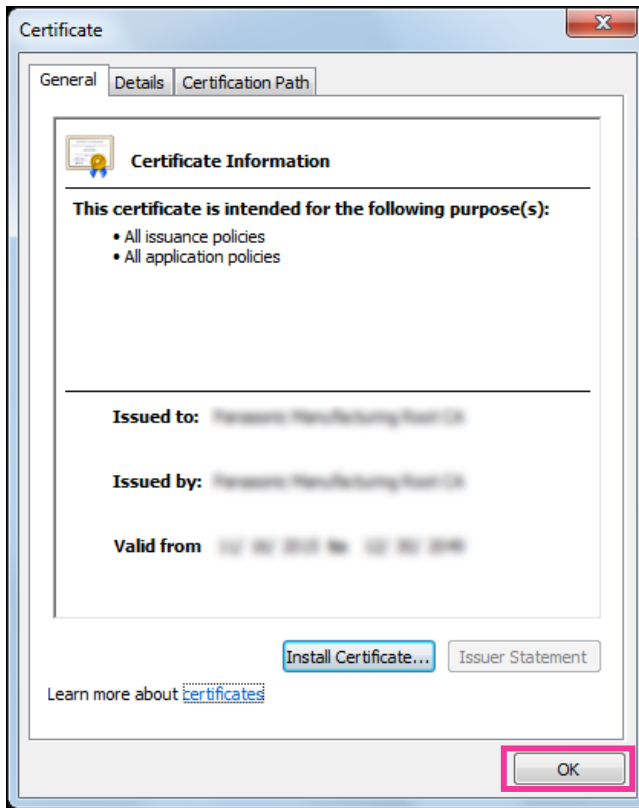 Certificate
General
Details
Certification Path
Certificate Information
This certificate is intended for the following purpose(s):
• All issuance policies
• All application policies
Issued to:
Issued by:
Valid from
Install Certificate...
Issuer Statement
Learn more about certificates
OK